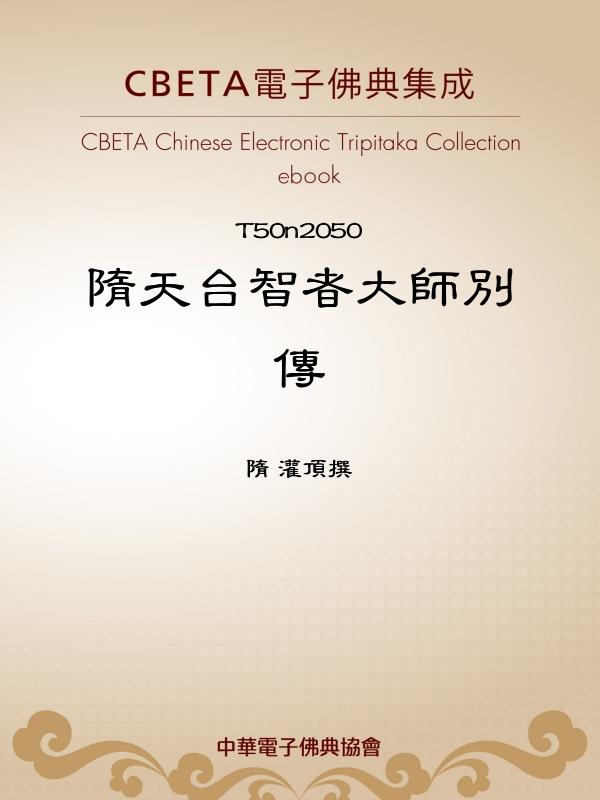 CBETA電子佛典集成
CBETA Chinese Electronic Tripitaka Collection
ebook
T50n2050
隋天台智者大師別
傳
隋 灌頂撰
中華電子佛典協會